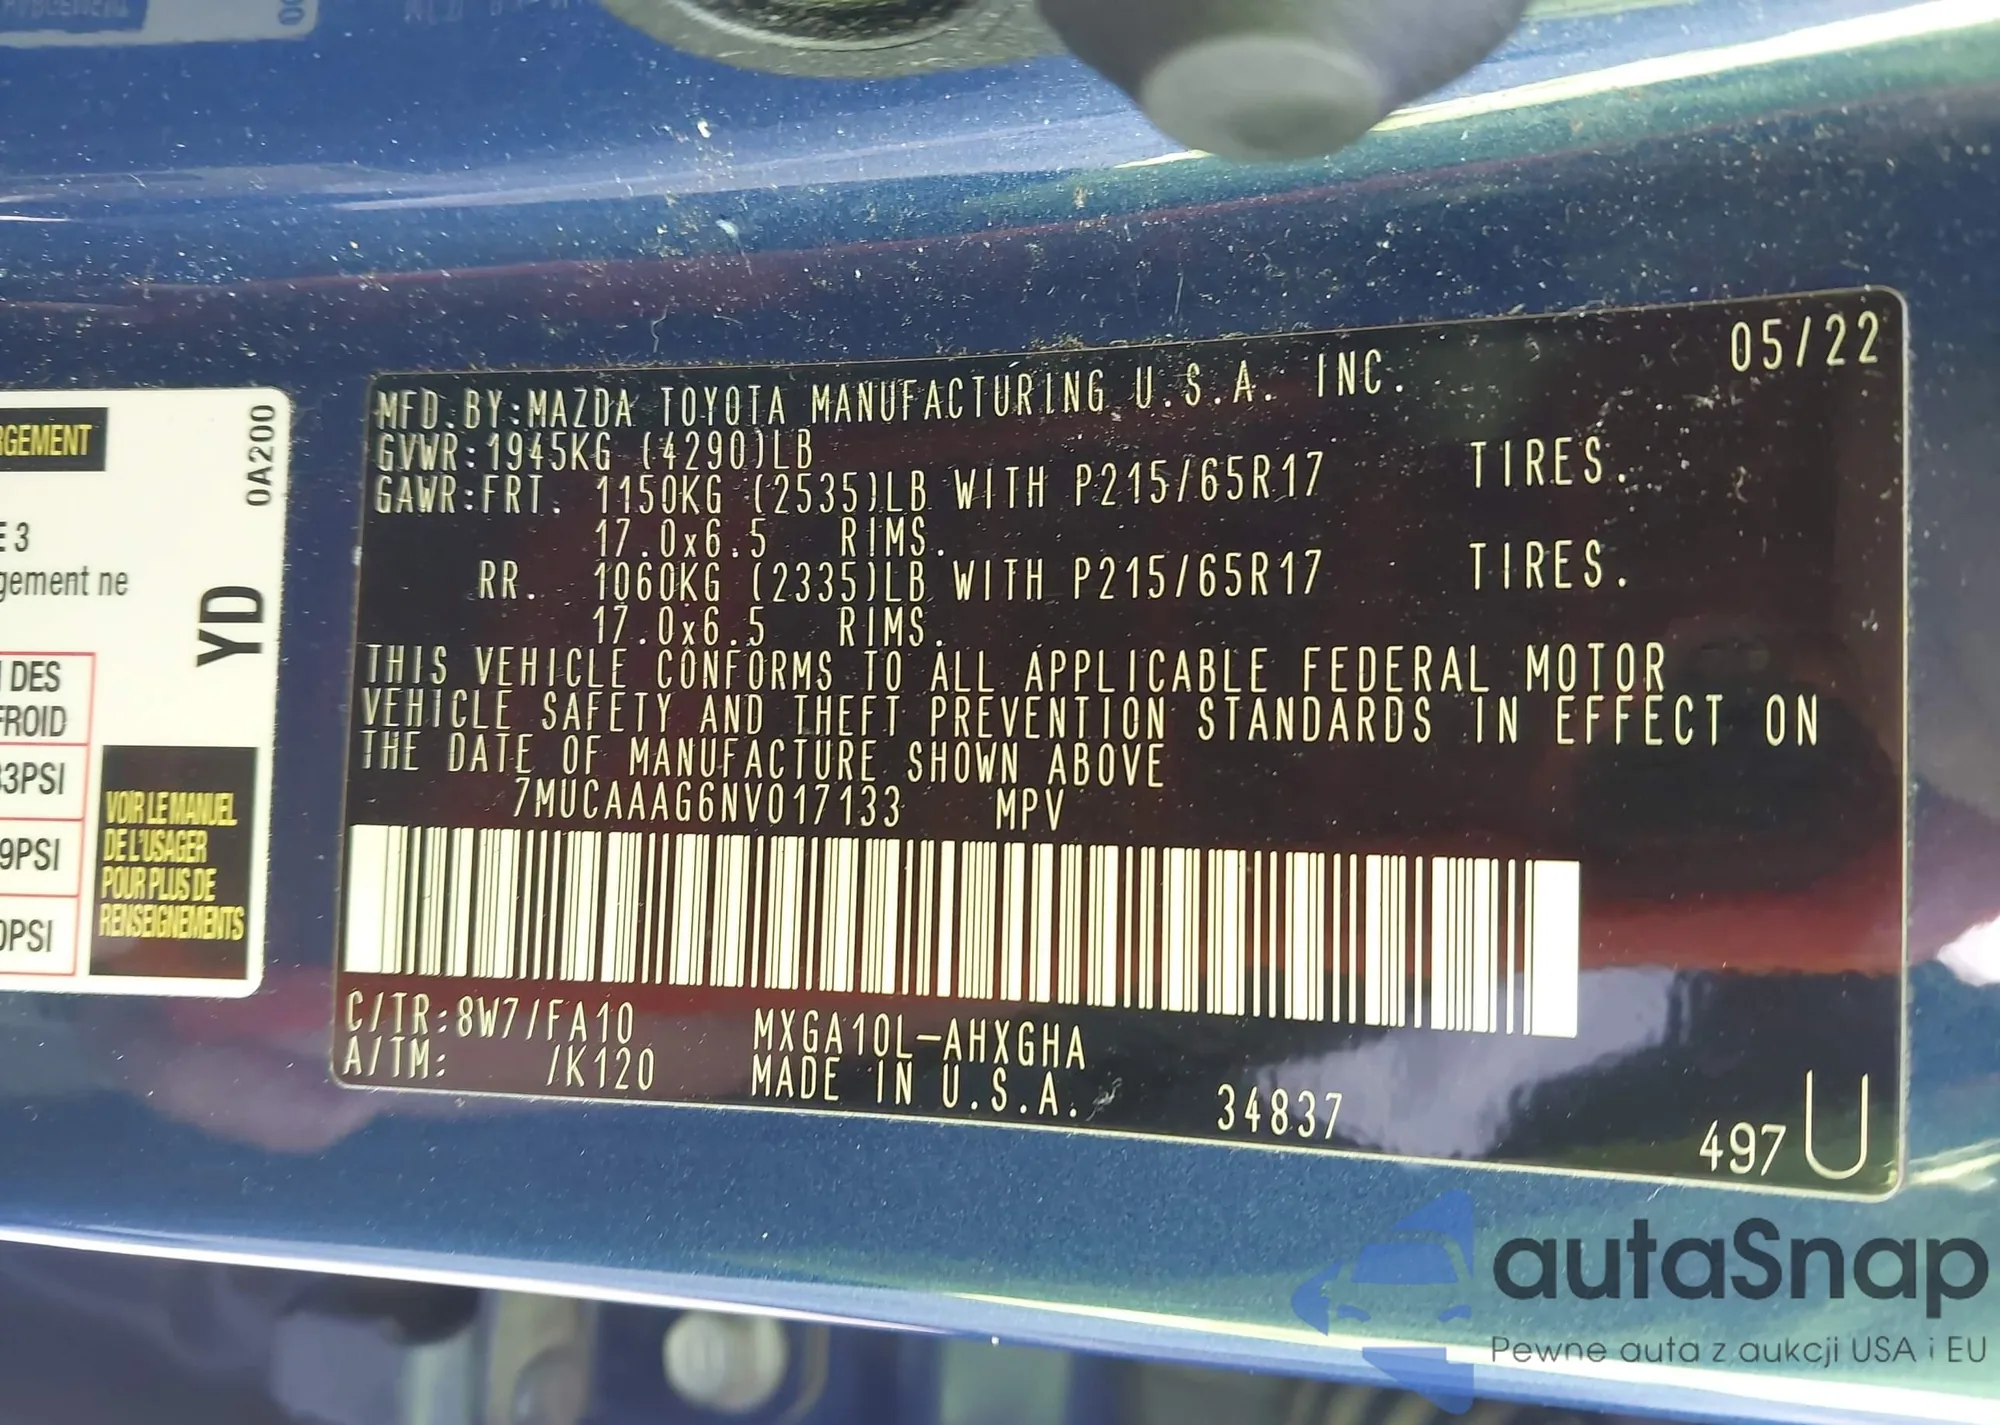 05/22
MFD.BY:MAZDA TOYOTA MANUFACTURING U.S.A. INC.
GVWR:1945KG (4290)LB
GAWR:FRT. 1150KG (2535)LB WITH P215/65R17 TIRES.
17.0x6.5 RIMS.
RR. 1060KG (2335)LB WITH P215/65R17 TIRES.
17.0x6.5 RIMS.
THIS VEHICLE CONFORMS TO ALL APPLICABLE FEDERAL MOTOR
VEHICLE SAFETY AND THEFT PREVENTION STANDARDS IN EFFECT ON
THE DATE OF MANUFACTURE SHOWN ABOVE
7MUCAAAG6NV017133 MPV
C/TR:8W7/FA10 MXGA10L-AHXGHA
A/TM: /K120 MADE IN U.S.A. 34837
497 U
RGEMENT
0A200
E 3
gement ne
YD
DES
FROID
3PSI
9PSI
0PSI
VOIR LE MANUEL
DE L'USAGER
POUR PLUS DE
RENSEIGNEMENTS
autaSnap
Pewne auta z aukcji USA i EU